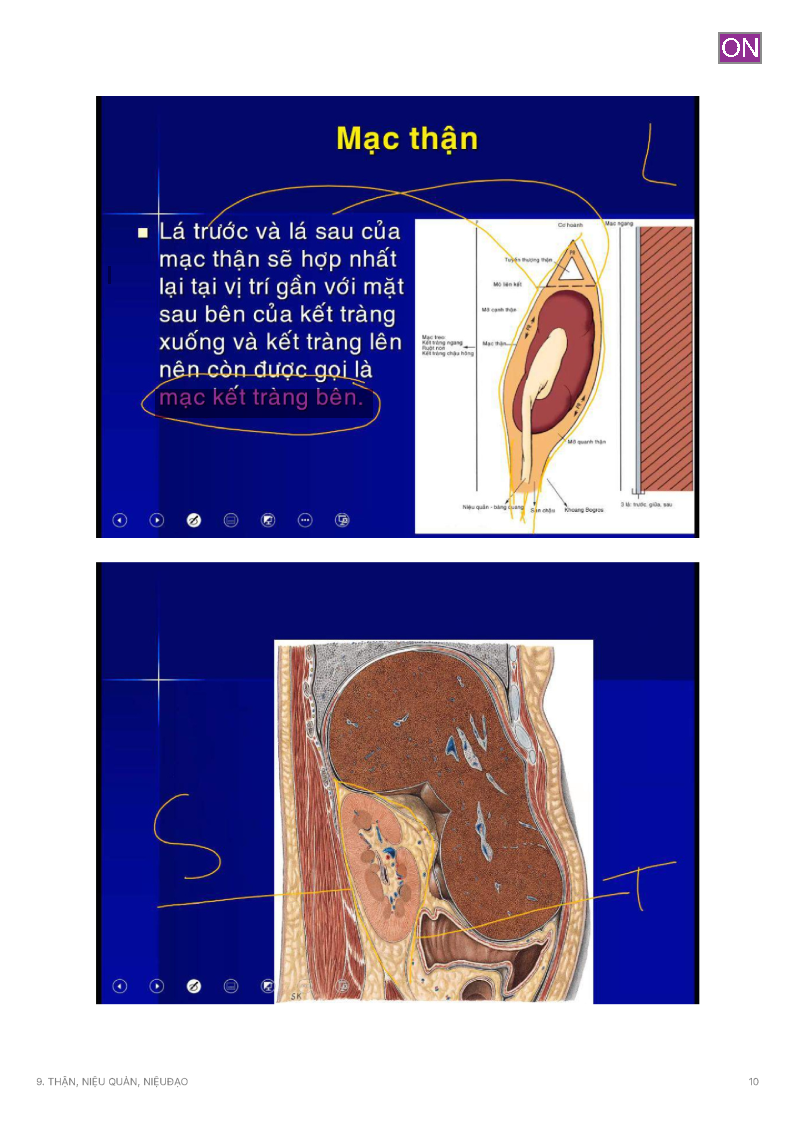 ON
Mạc thận
L
Lá trước và lá sau của
mạc thận sẽ hợp nhất
lại tại vị trí gần với mặt
sau bên của kết tràng
xuống và kết tràng lên
nên còn được gọi là
mạc kết tràng bên.
Cơ hoành
Mạc ngang
Tuyến thượng thận
Mô liên kết
Mỡ cạnh thận
Mạc treo:
Kết tràng ngang
Ruột non
Kết tràng chậu hông
Mạc thận
Mỡ quanh thận
Niệu quản - bàng quang
Sàn chậu
Khoang Bogros
3 lá: trước, giữa, sau
S
T
SK
9. THẬN, NIỆU QUẢN, NIỆUĐẠO
10